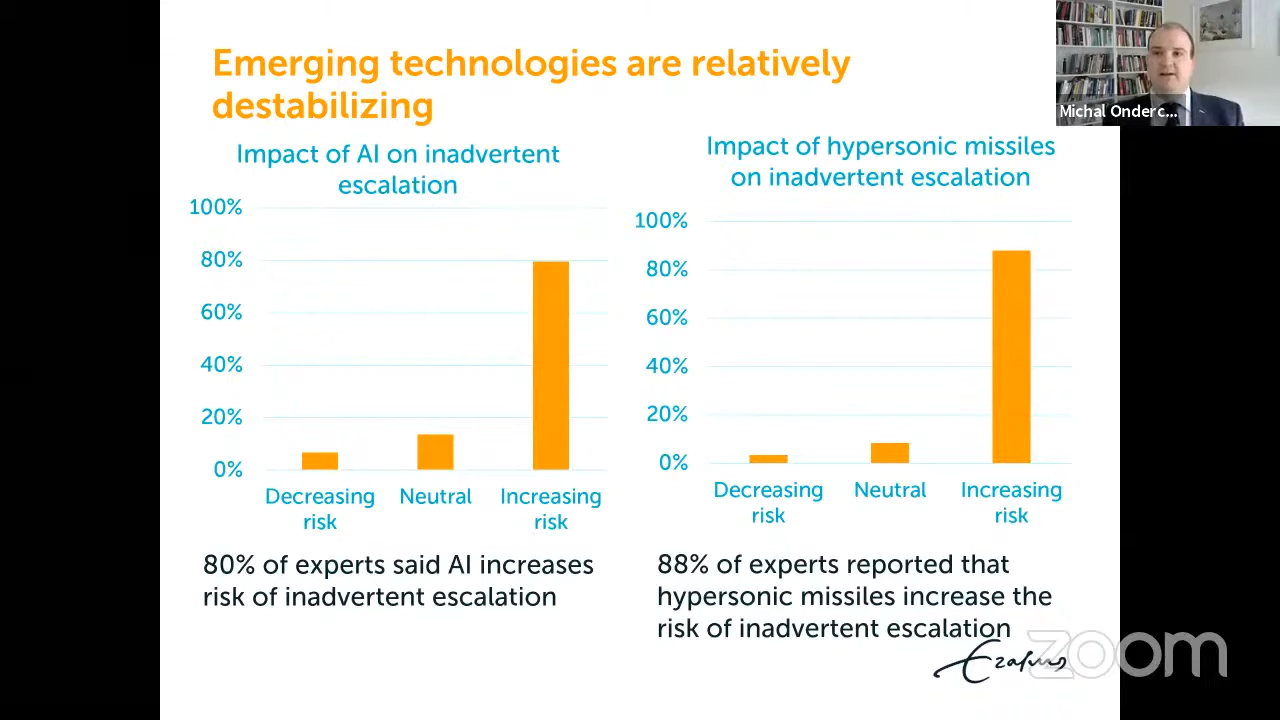 Emerging technologies are relatively
destabilizing
Michal Onderc...
Impact of AI on inadvertent
escalation
100%
80%
60%
40%
20%
0%
Decreasing
risk
Neutral
Increasing
risk
80% of experts said AI increases
risk of inadvertent escalation
Impact of hypersonic missiles
on inadvertent escalation
100%
80%
60%
40%
20%
0%
Decreasing
risk
Neutral
Increasing
risk
88% of experts reported that
hypersonic missiles increase the
risk of inadvertent escalation
Erasmus
zoom